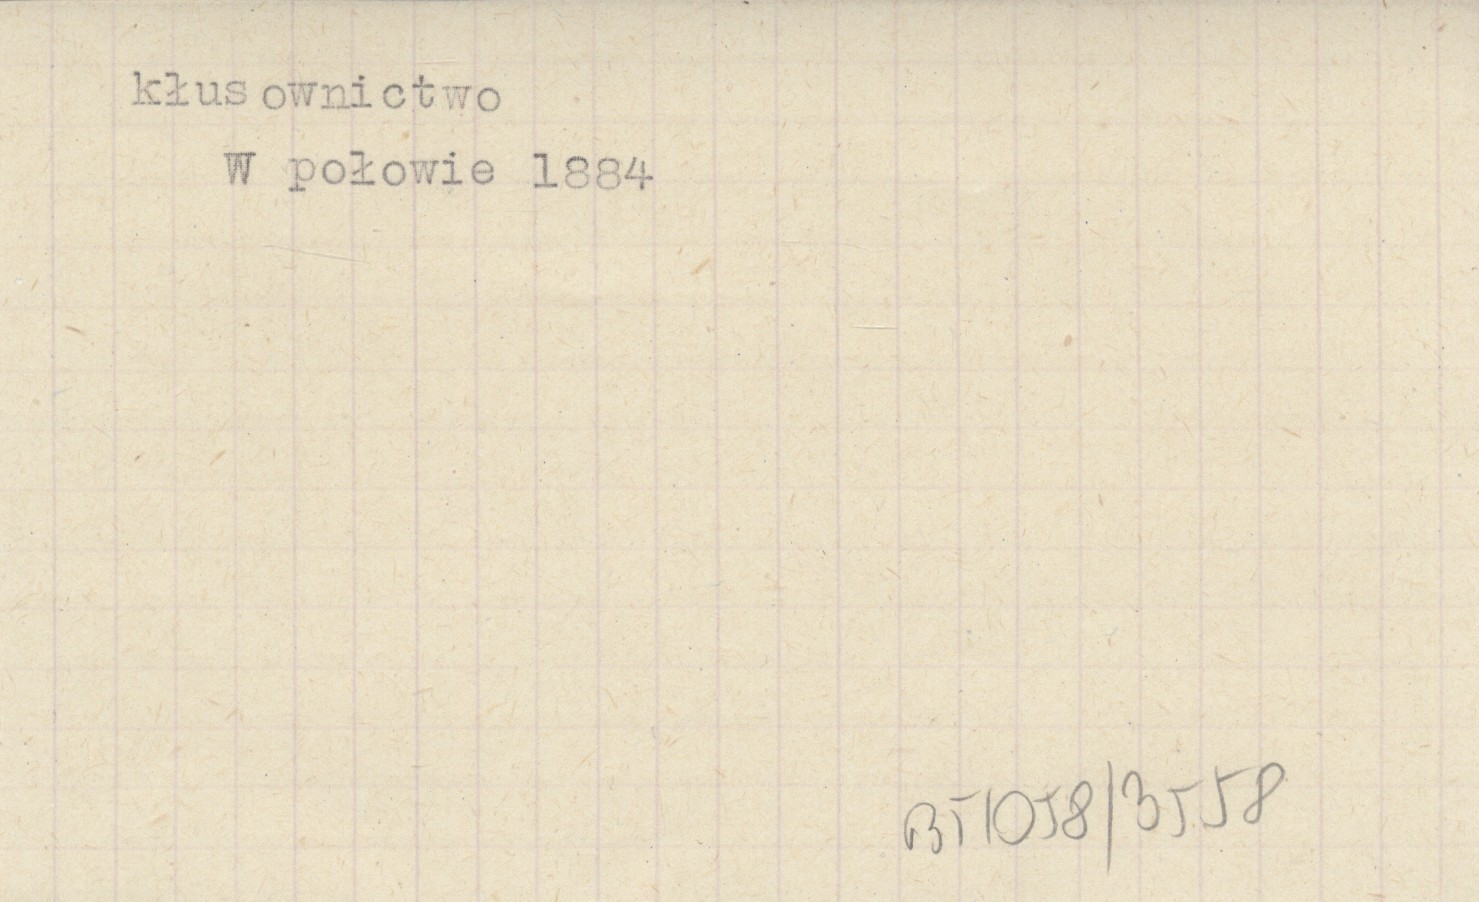 kłusownictwo
W połowie 1884
BT1058/3558